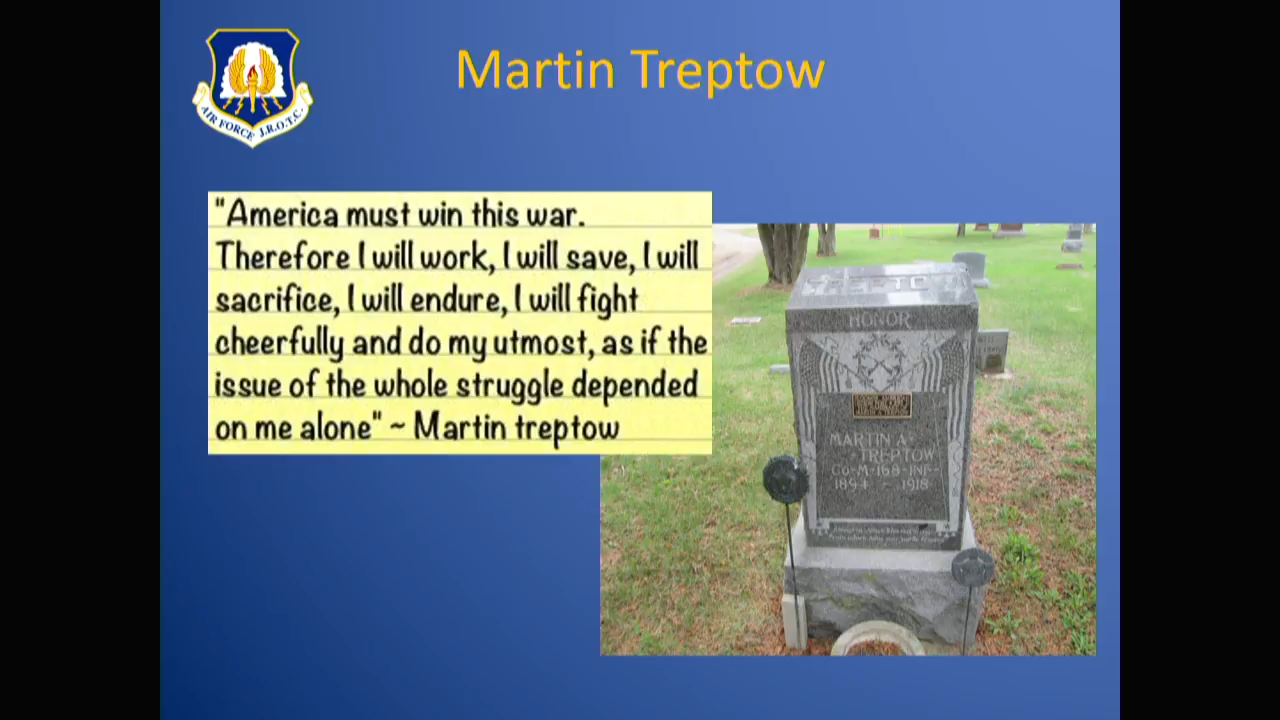 Martin Treptow
AIR FORCE J.R.O.T.C.
"America must win this war.
Therefore I will work, I will save, I will
sacrifice, I will endure, I will fight
cheerfully and do my utmost, as if the
issue of the whole struggle depended
on me alone" ~ Martin treptow
TREPTOW
HONOR
MARTIN A
TREPTOW
CO-M-168-INF-
1894 - 1918